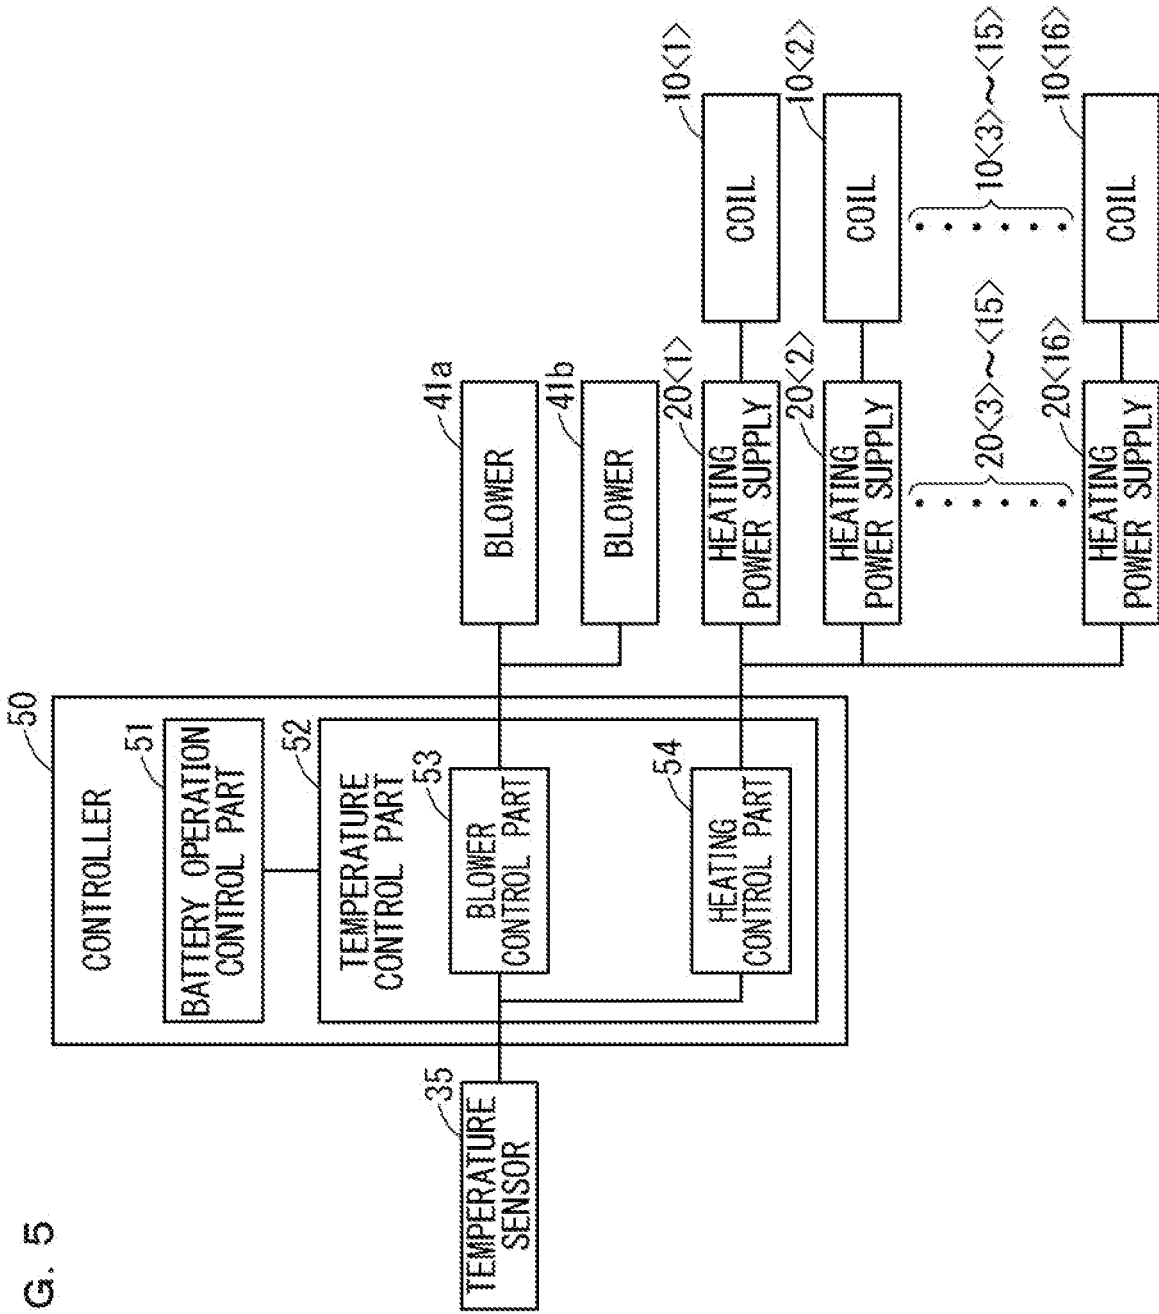 G. 5
50
CONTROLLER
51
BATTERY OPERATION
CONTROL PART
52
TEMPERATURE
CONTROL PART
35
TEMPERATURE
SENSOR
53
BLOWER
CONTROL PART
54
HEATING
CONTROL PART
41a
BLOWER
41b
BLOWER
20<1>
HEATING
POWER SUPPLY
10<1>
COIL
20<2>
HEATING
POWER SUPPLY
10<2>
COIL
20<3>~<15>
10<3>~<15>
20<16>
HEATING
POWER SUPPLY
10<16>
COIL